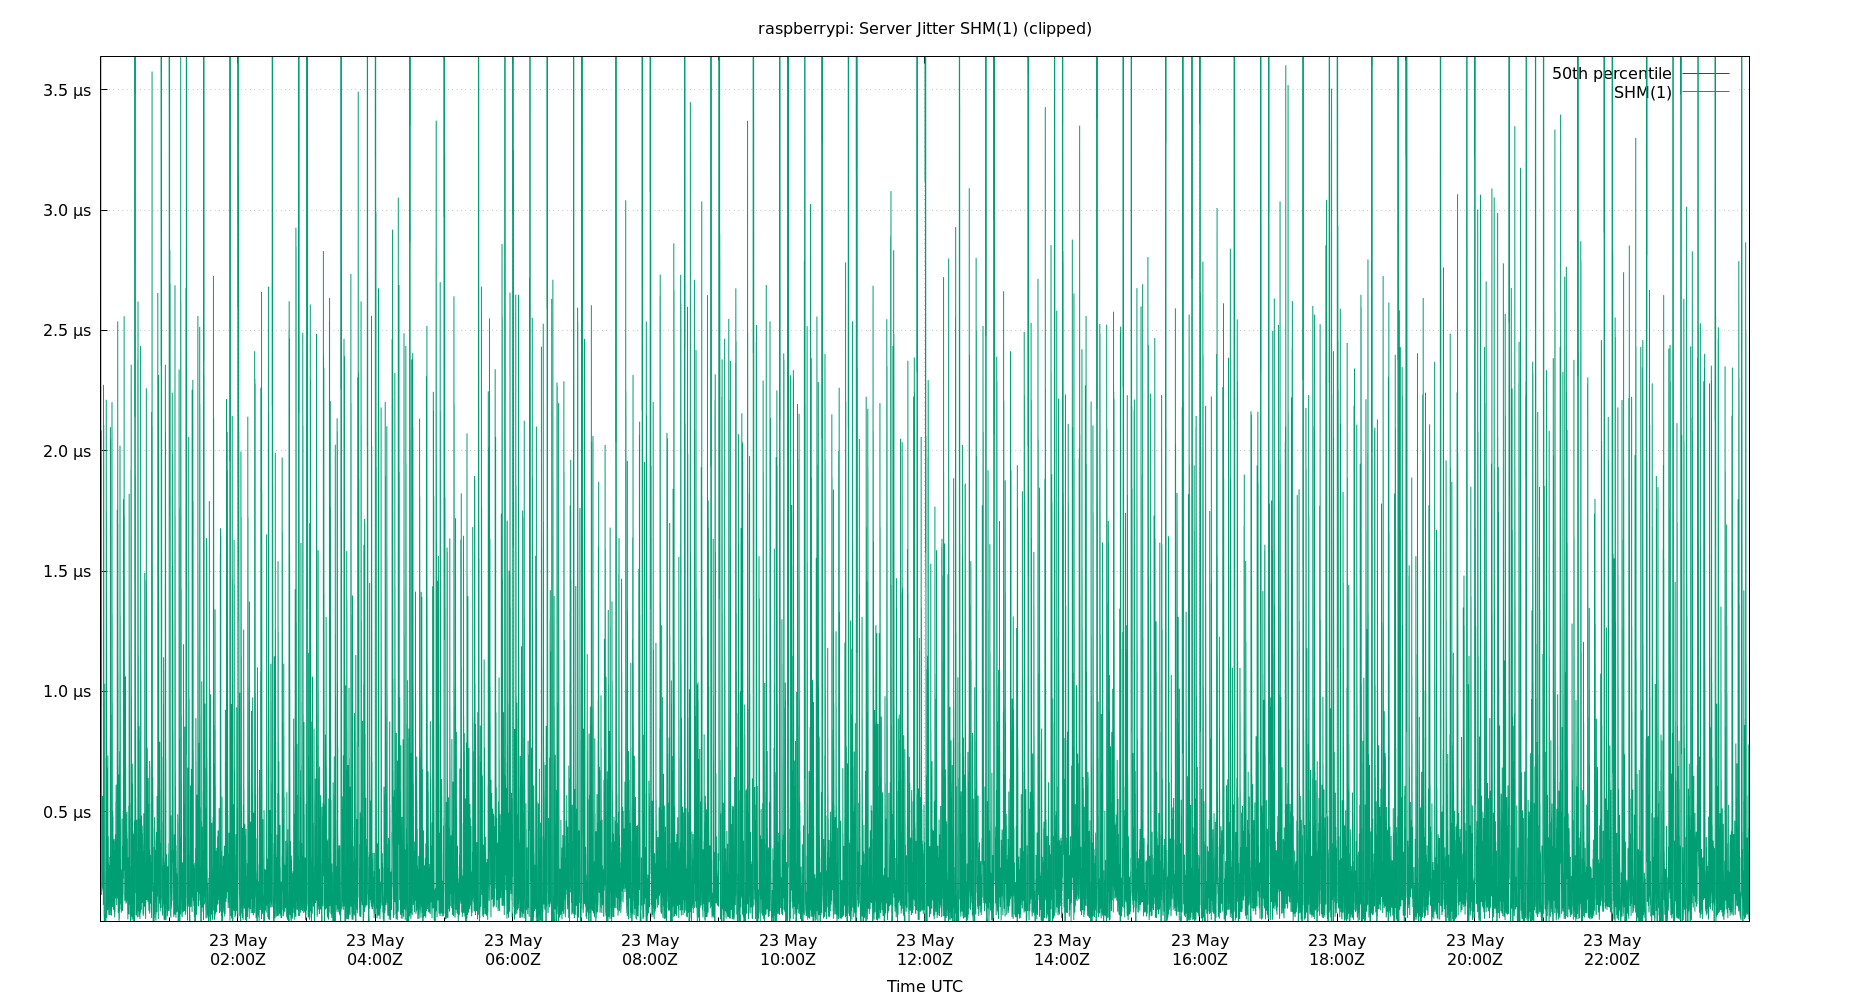 raspberrypi: Server Jitter SHM(1) (clipped)
50th percentile
SHM(1)
3.5 µs
3.0 µs
2.5 µs
2.0 µs
1.5 µs
1.0 µs
0.5 µs
23 May 23 May 23 May 23 May 23 May 23 May 23 May 23 May 23 May 23 May 23 May
02:00Z 04:00Z 06:00Z 08:00Z 10:00Z 12:00Z 14:00Z 16:00Z 18:00Z 20:00Z 22:00Z
Time UTC